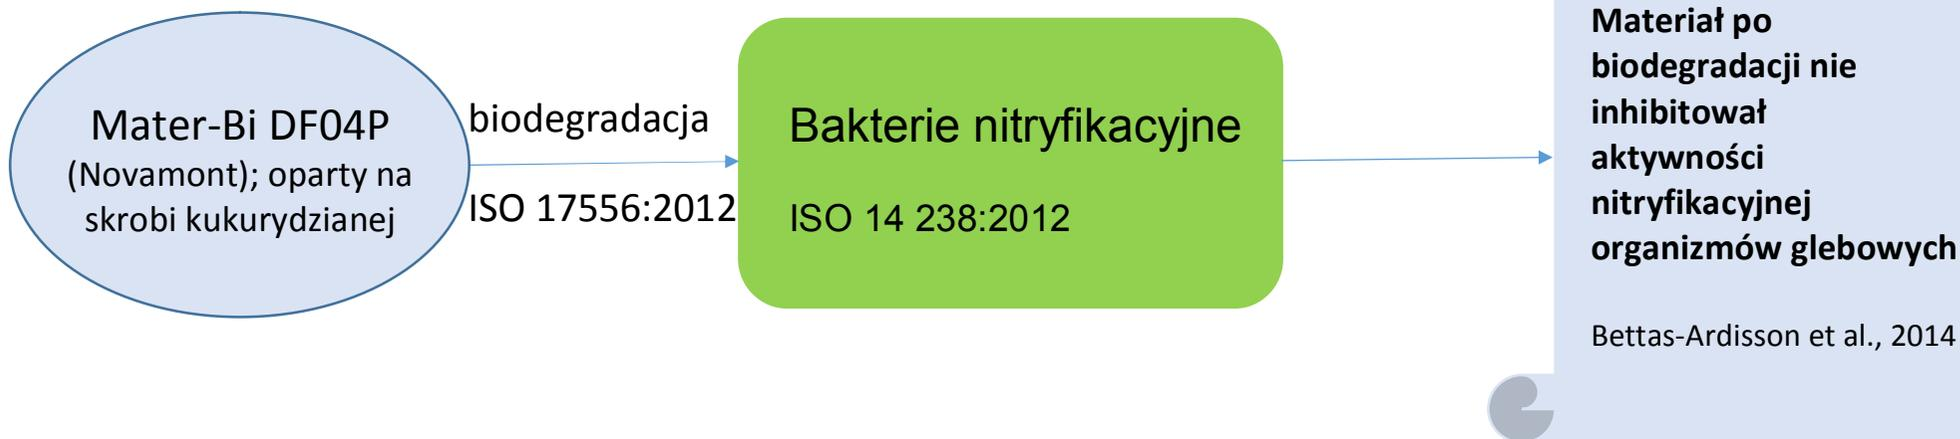 Mater-Bi DF04P
(Novamont); oparty na
skrobi kukurydzianej
biodegradacja
ISO 17556:2012
Bakterie nitryfikacyjne
ISO 14 238:2012
Materiał po
biodegradacji nie
inhibitował
aktywności
nitryfikacyjnej
organizmów glebowych
Bettas-Ardisson et al., 2014